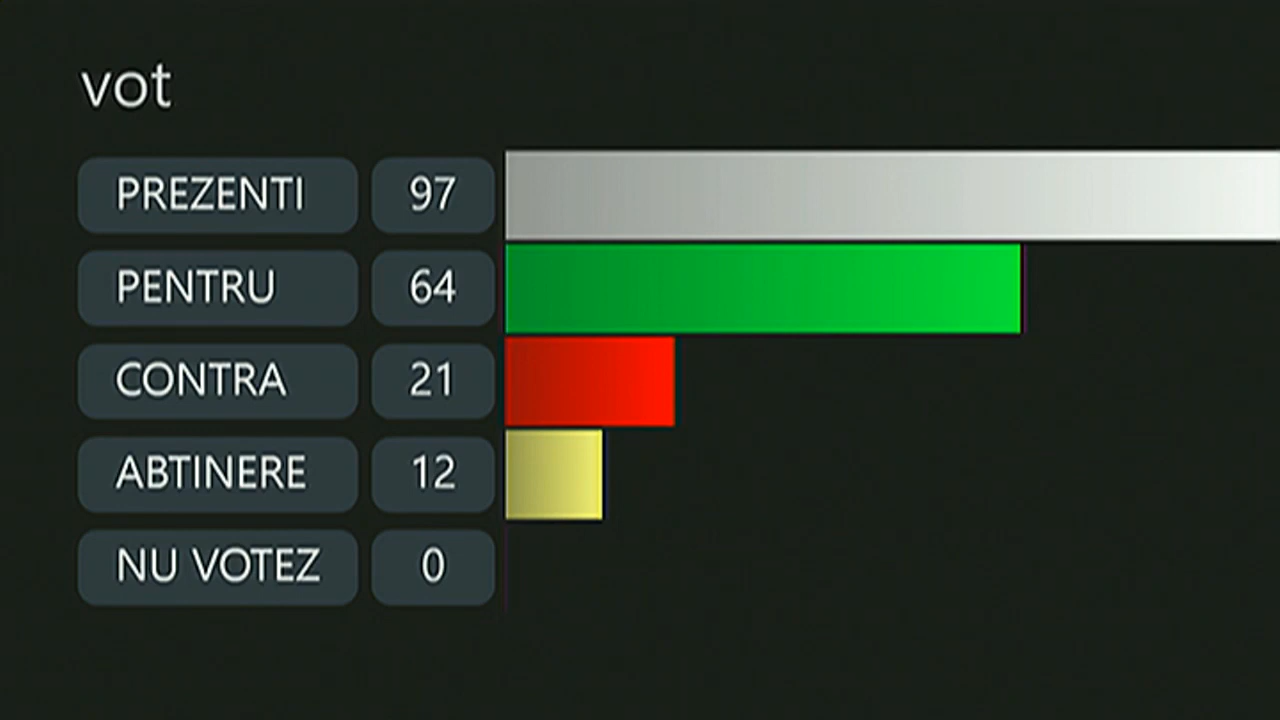 vot
PREZENTI 97
PENTRU 64
CONTRA 21
ABTINERE 12
NU VOTEZ 0